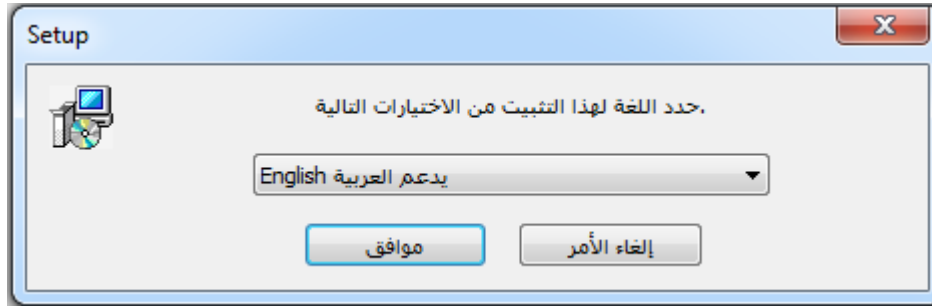 Setup
حدد اللغة لهذا التثبيت من الاختيارات التالية.
English يدعم العربية
موافق
إلغاء الأمر